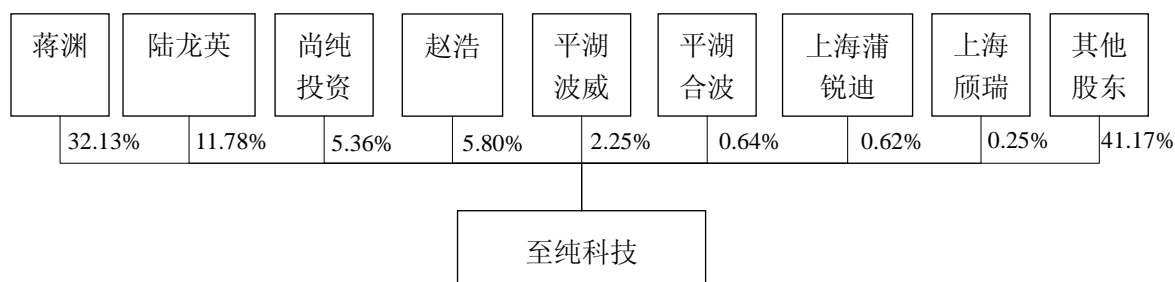 蒋渊 陆龙英 尚纯 赵浩 平湖 平湖 上海蒲 上海 其他
投资 波威 合波 锐迪 颀瑞 股东
32.13% 11.78% 5.36% 5.80% 2.25% 0.64% 0.62% 0.25% 41.17%
至纯科技